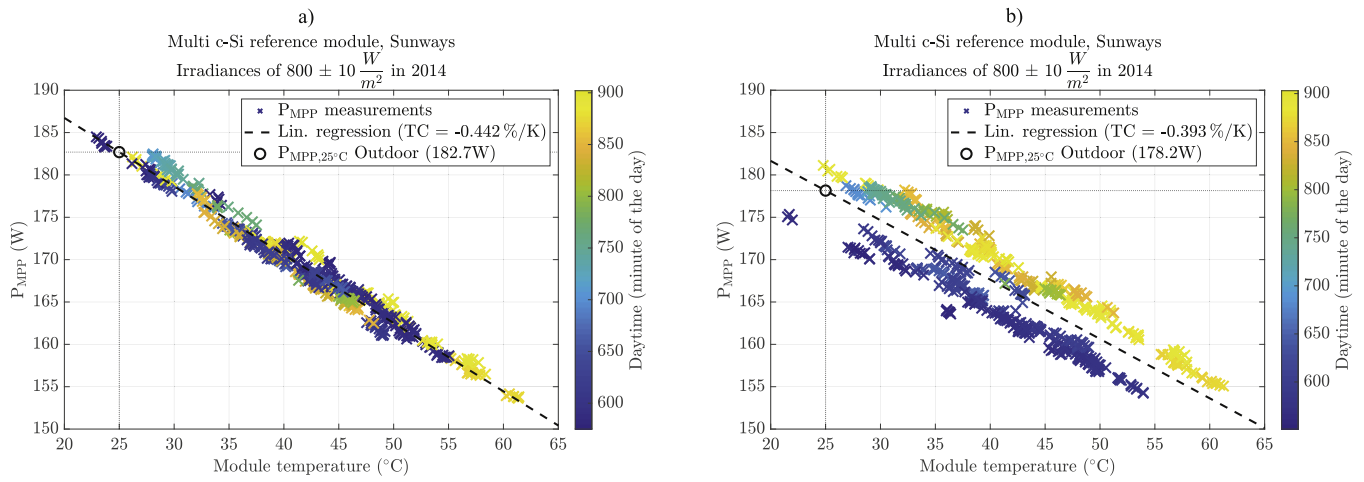 a)
Multi c-Si reference module, Sunways
Irradiances of 800 ± 10 W/m² in 2014
190
185
180
175
170
165
160
155
150
P_MPP (W)
× P_MPP measurements
Lin. regression (TC = -0.442 %/K)
P_MPP,25°C Outdoor (182.7W)
20 25 30 35 40 45 50 55 60 65
Module temperature (°C)
900
850
800
750
700
650
600
Daytime (minute of the day)
b)
Multi c-Si reference module, Sunways
Irradiances of 800 ± 10 W/m² in 2014
190
185
180
175
170
165
160
155
150
P_MPP (W)
× P_MPP measurements
Lin. regression (TC = -0.393 %/K)
P_MPP,25°C Outdoor (178.2W)
20 25 30 35 40 45 50 55 60 65
Module temperature (°C)
900
850
800
750
700
650
600
Daytime (minute of the day)